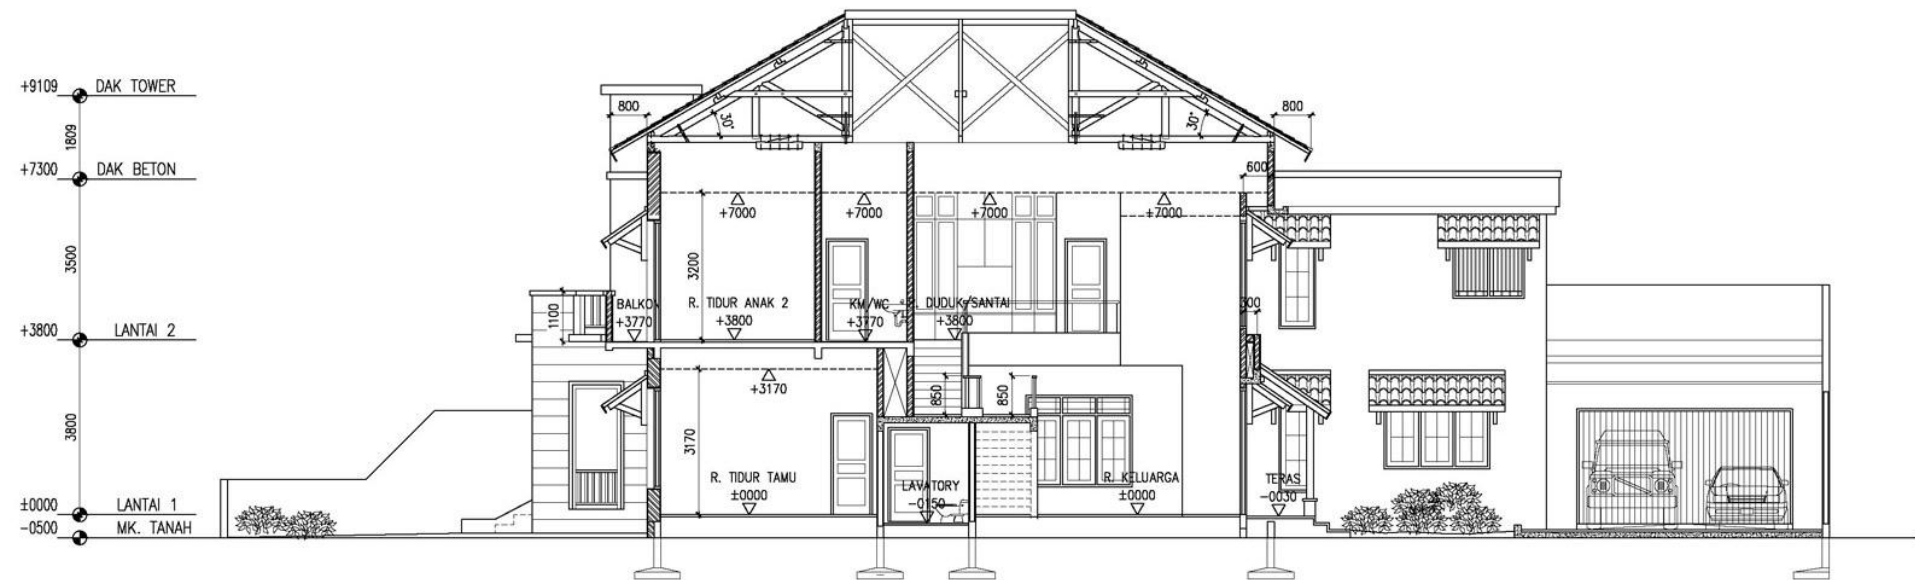 +9109 DAK TOWER
1809
+7300 DAK BETON
3500
+3800 LANTAI 2
3800
±0000 LANTAI 1
-0500 MK. TANAH
800
30°
30°
800
600
+7000
+7000
+7000
+7000
3200
1100
BALKO
+3770
R. TIDUR ANAK 2
+3800
KM/WC
+3770
R. DUDUK/SANTAI
+3800
300
+3170
3170
850
850
R. TIDUR TAMU
±0000
LAVATORY
-0150
R. KELUARGA
±0000
TERAS
-0030